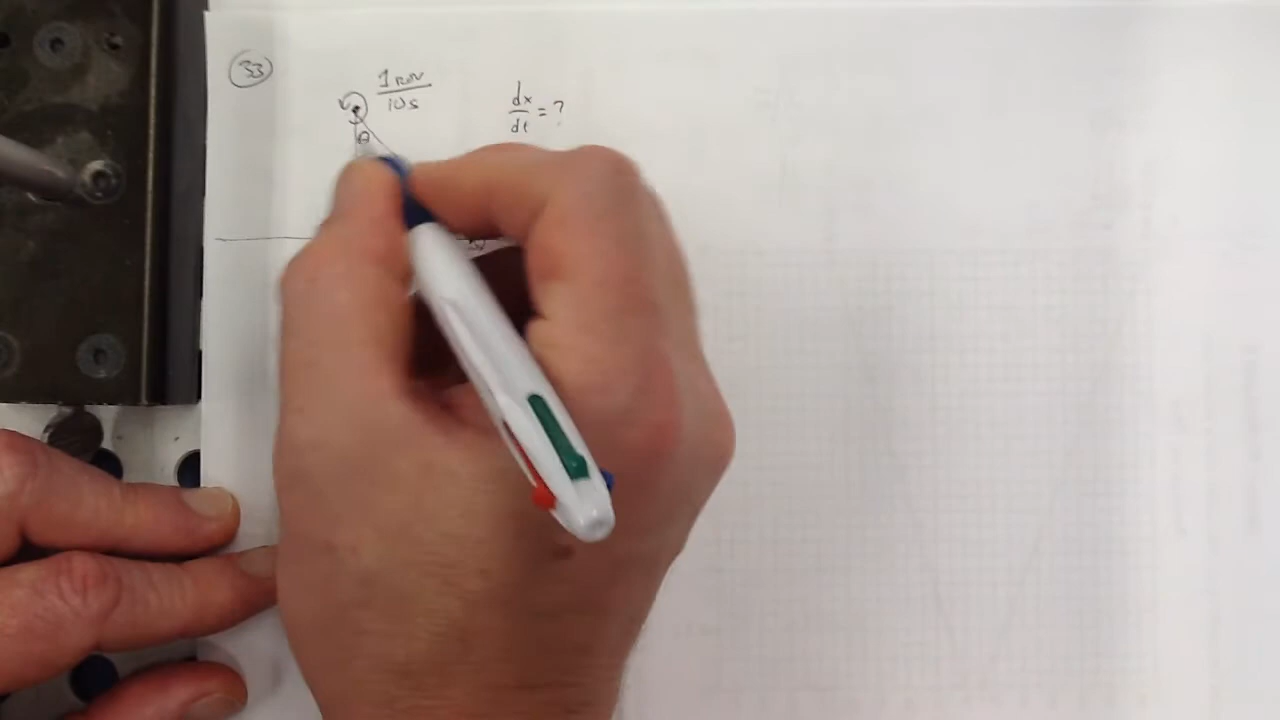 33
1 REV
10 s
dx
dt = ?
θ